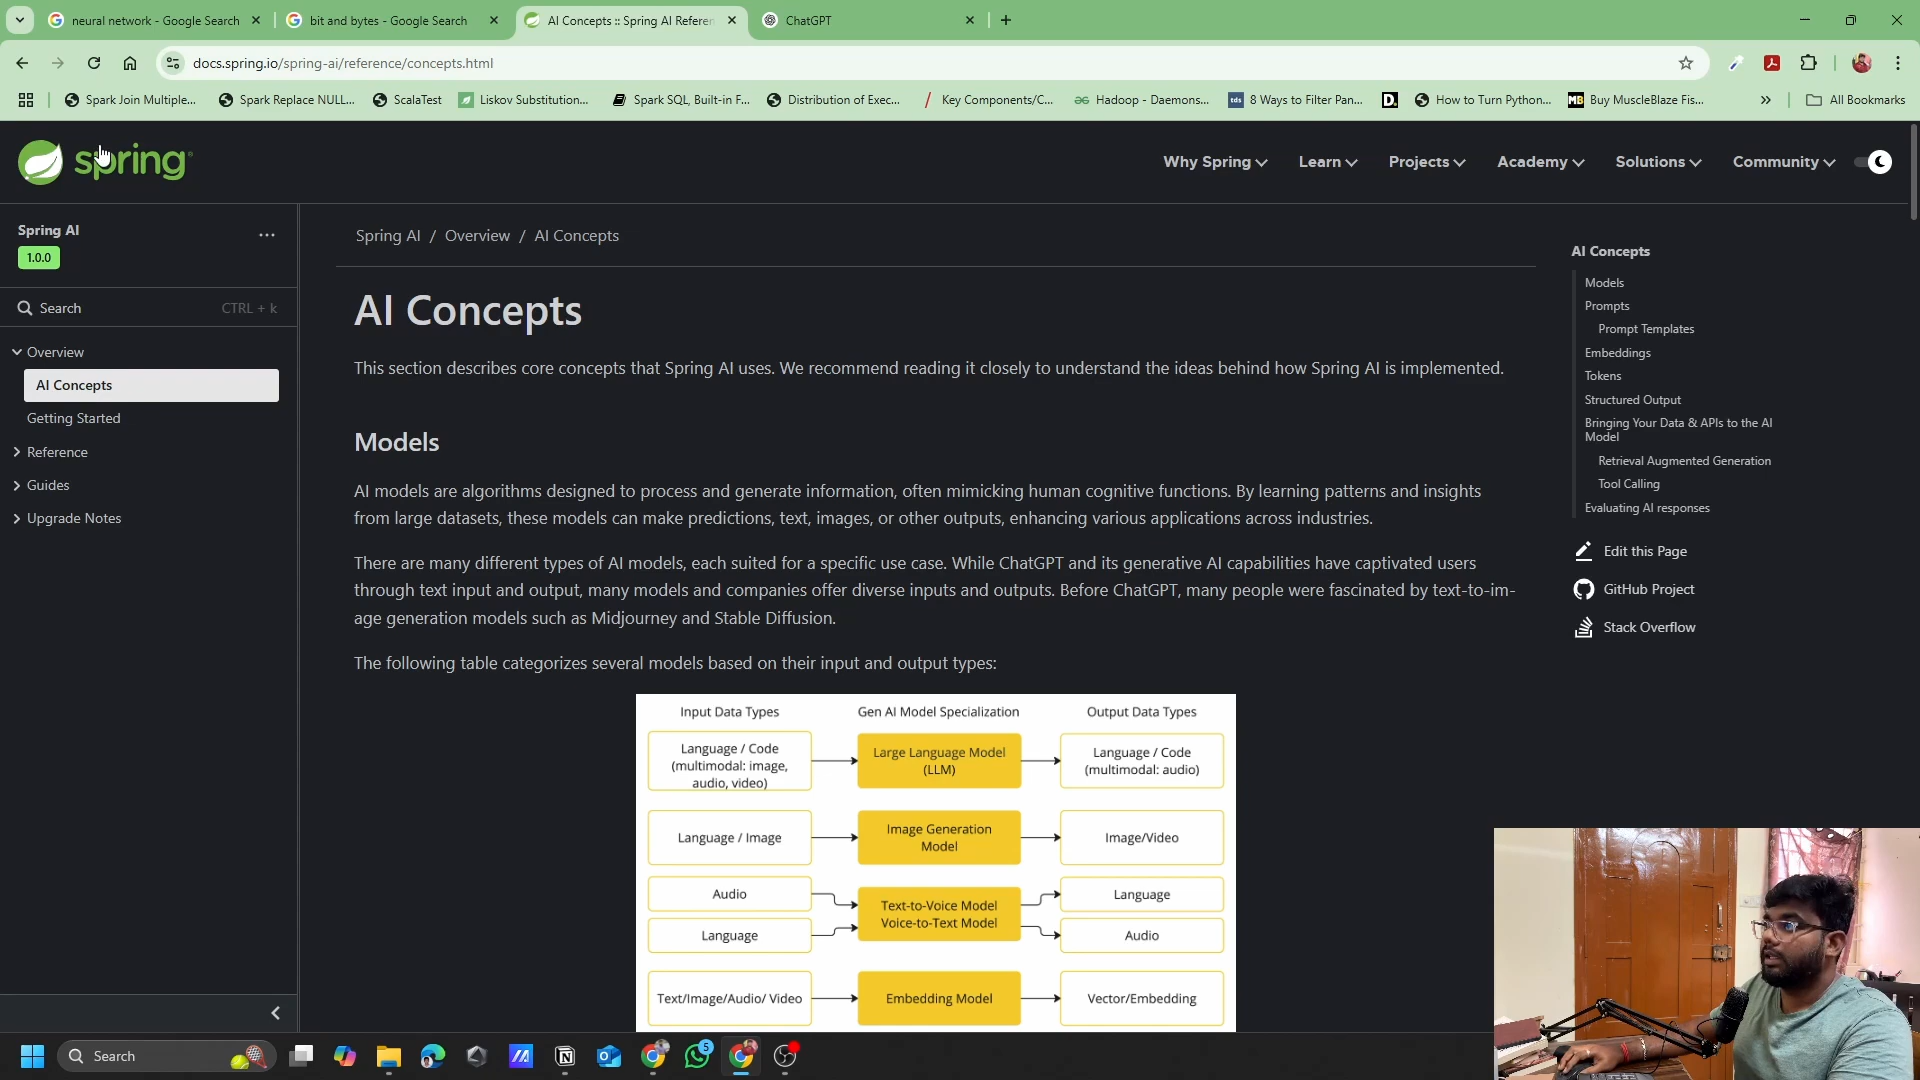 neural network - Google Search
bit and bytes - Google Search
AI Concepts :: Spring AI Referen
ChatGPT
docs.spring.io/spring-ai/reference/concepts.html
Spark Join Multiple...
Spark Replace NULL...
ScalaTest
Liskov Substitution...
Spark SQL, Built-in F...
Distribution of Exec...
Key Components/C...
Hadoop - Daemons...
tds 8 Ways to Filter Pan...
D.
How to Turn Python...
MB Buy MuscleBlaze Fis...
All Bookmarks
spring
Why Spring
Learn
Projects
Academy
Solutions
Community
Spring AI
1.0.0
Search CTRL + k
Overview
AI Concepts
Getting Started
Reference
Guides
Upgrade Notes
Spring AI / Overview / AI Concepts
AI Concepts
This section describes core concepts that Spring AI uses. We recommend reading it closely to understand the ideas behind how Spring AI is implemented.
Models
AI models are algorithms designed to process and generate information, often mimicking human cognitive functions. By learning patterns and insights
from large datasets, these models can make predictions, text, images, or other outputs, enhancing various applications across industries.
There are many different types of AI models, each suited for a specific use case. While ChatGPT and its generative AI capabilities have captivated users
through text input and output, many models and companies offer diverse inputs and outputs. Before ChatGPT, many people were fascinated by text-to-im-
age generation models such as Midjourney and Stable Diffusion.
The following table categorizes several models based on their input and output types:
Input Data Types
Gen AI Model Specialization
Output Data Types
Language / Code
(multimodal: image,
audio, video)
Large Language Model
(LLM)
Language / Code
(multimodal: audio)
Language / Image
Image Generation
Model
Image/Video
Audio
Language
Text-to-Voice Model
Voice-to-Text Model
Language
Audio
Text/Image/Audio/ Video
Embedding Model
Vector/Embedding
AI Concepts
Models
Prompts
Prompt Templates
Embeddings
Tokens
Structured Output
Bringing Your Data & APIs to the AI
Model
Retrieval Augmented Generation
Tool Calling
Evaluating AI responses
Edit this Page
GitHub Project
Stack Overflow
Search
5